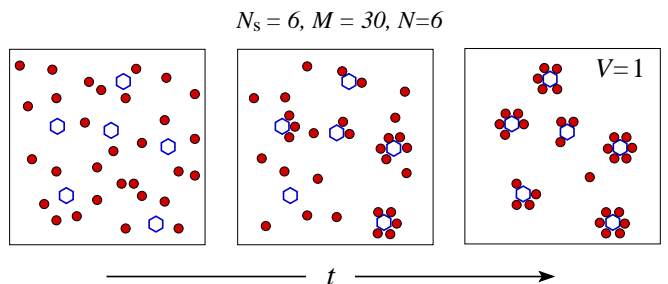 N_s = 6, M = 30, N=6
V=1
t